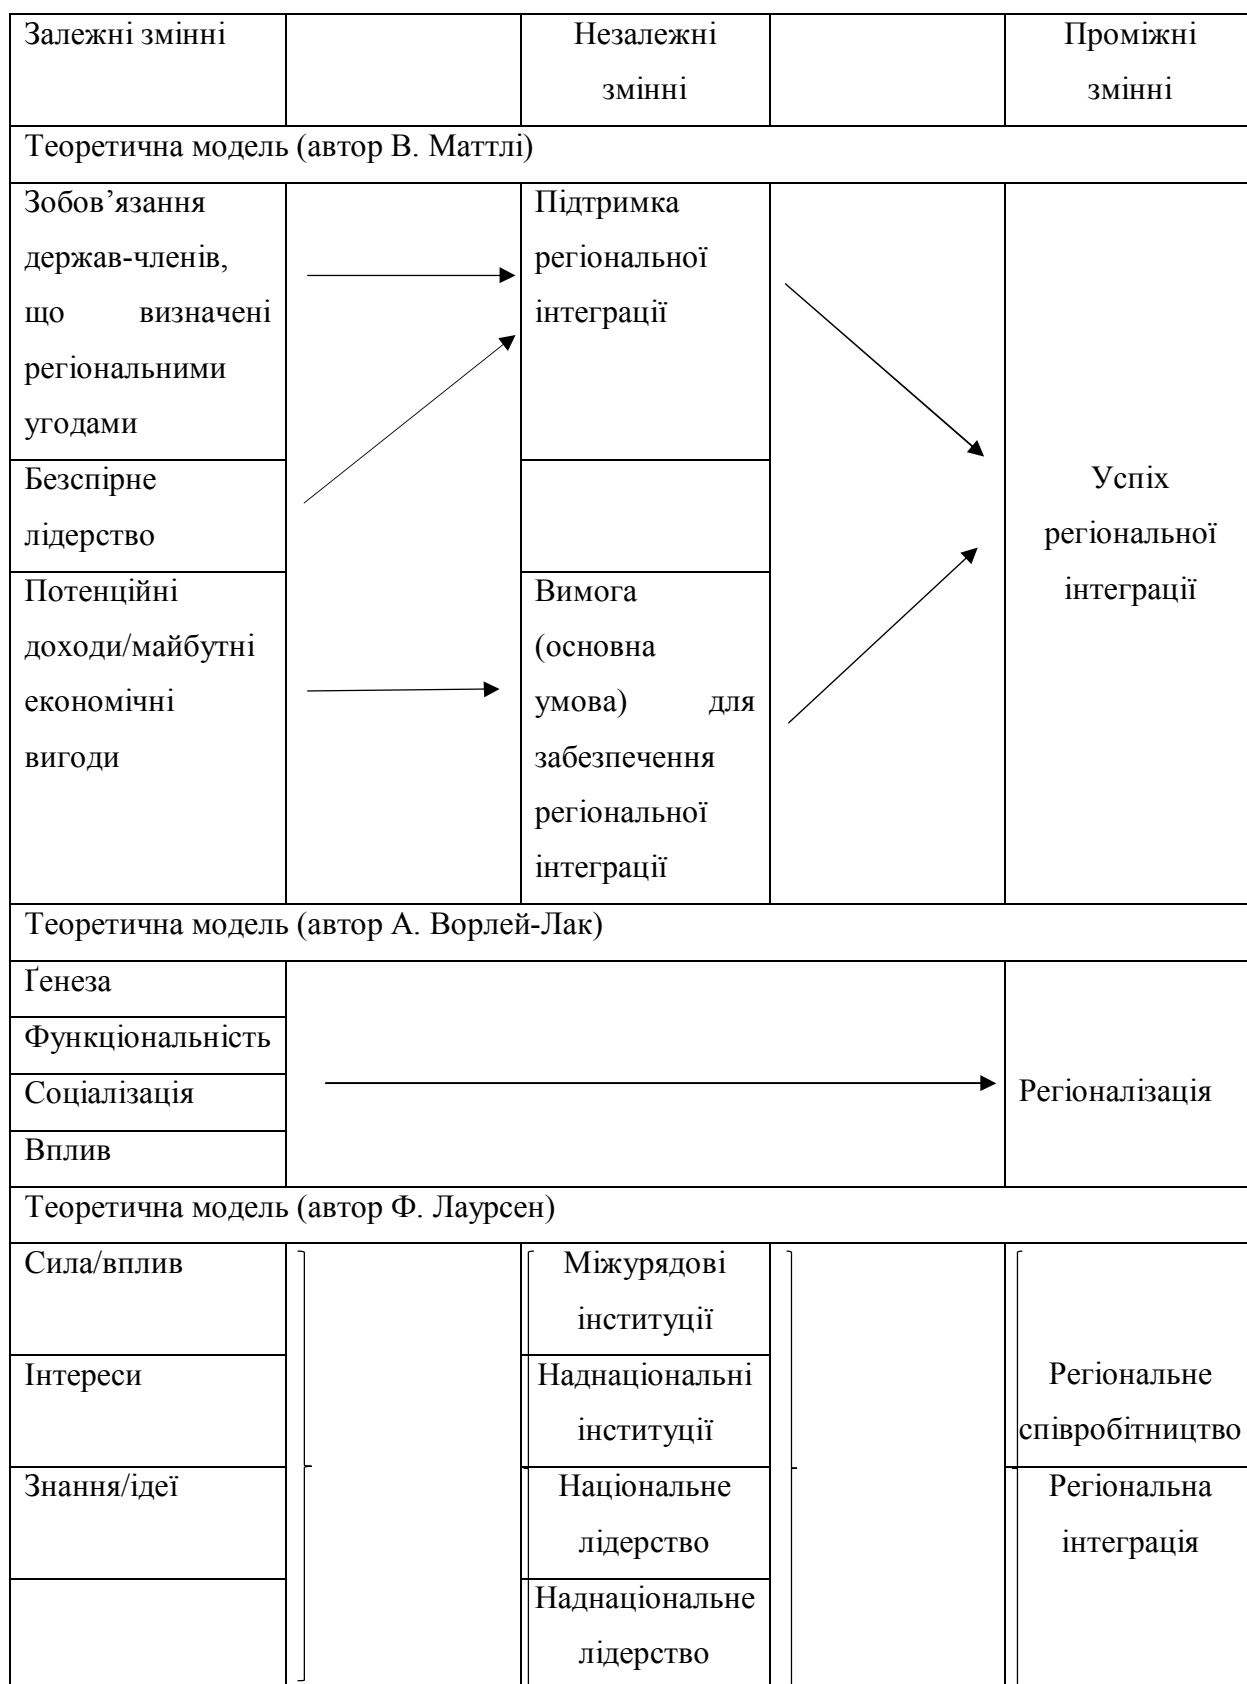 Залежні змінні
Незалежні
змінні
Проміжні
змінні
Теоретична модель (автор В. Маттлі)
Зобов’язання
держав-членів,
що визначені
регіональними
угодами
Підтримка
регіональної
інтеграції
Безспірне
лідерство
Потенційні
доходи/майбутні
економічні
вигоди
Вимога
(основна
умова) для
забезпечення
регіональної
інтеграції
Успіх
регіональної
інтеграції
Теоретична модель (автор А. Ворлей-Лак)
Ґенеза
Функціональність
Соціалізація
Вплив
Регіоналізація
Теоретична модель (автор Ф. Лаурсен)
Сила/вплив
Інтереси
Знання/ідеї
Міжурядові
інституції
Наднаціональні
інституції
Національне
лідерство
Наднаціональне
лідерство
Регіональне
співробітництво
Регіональна
інтеграція